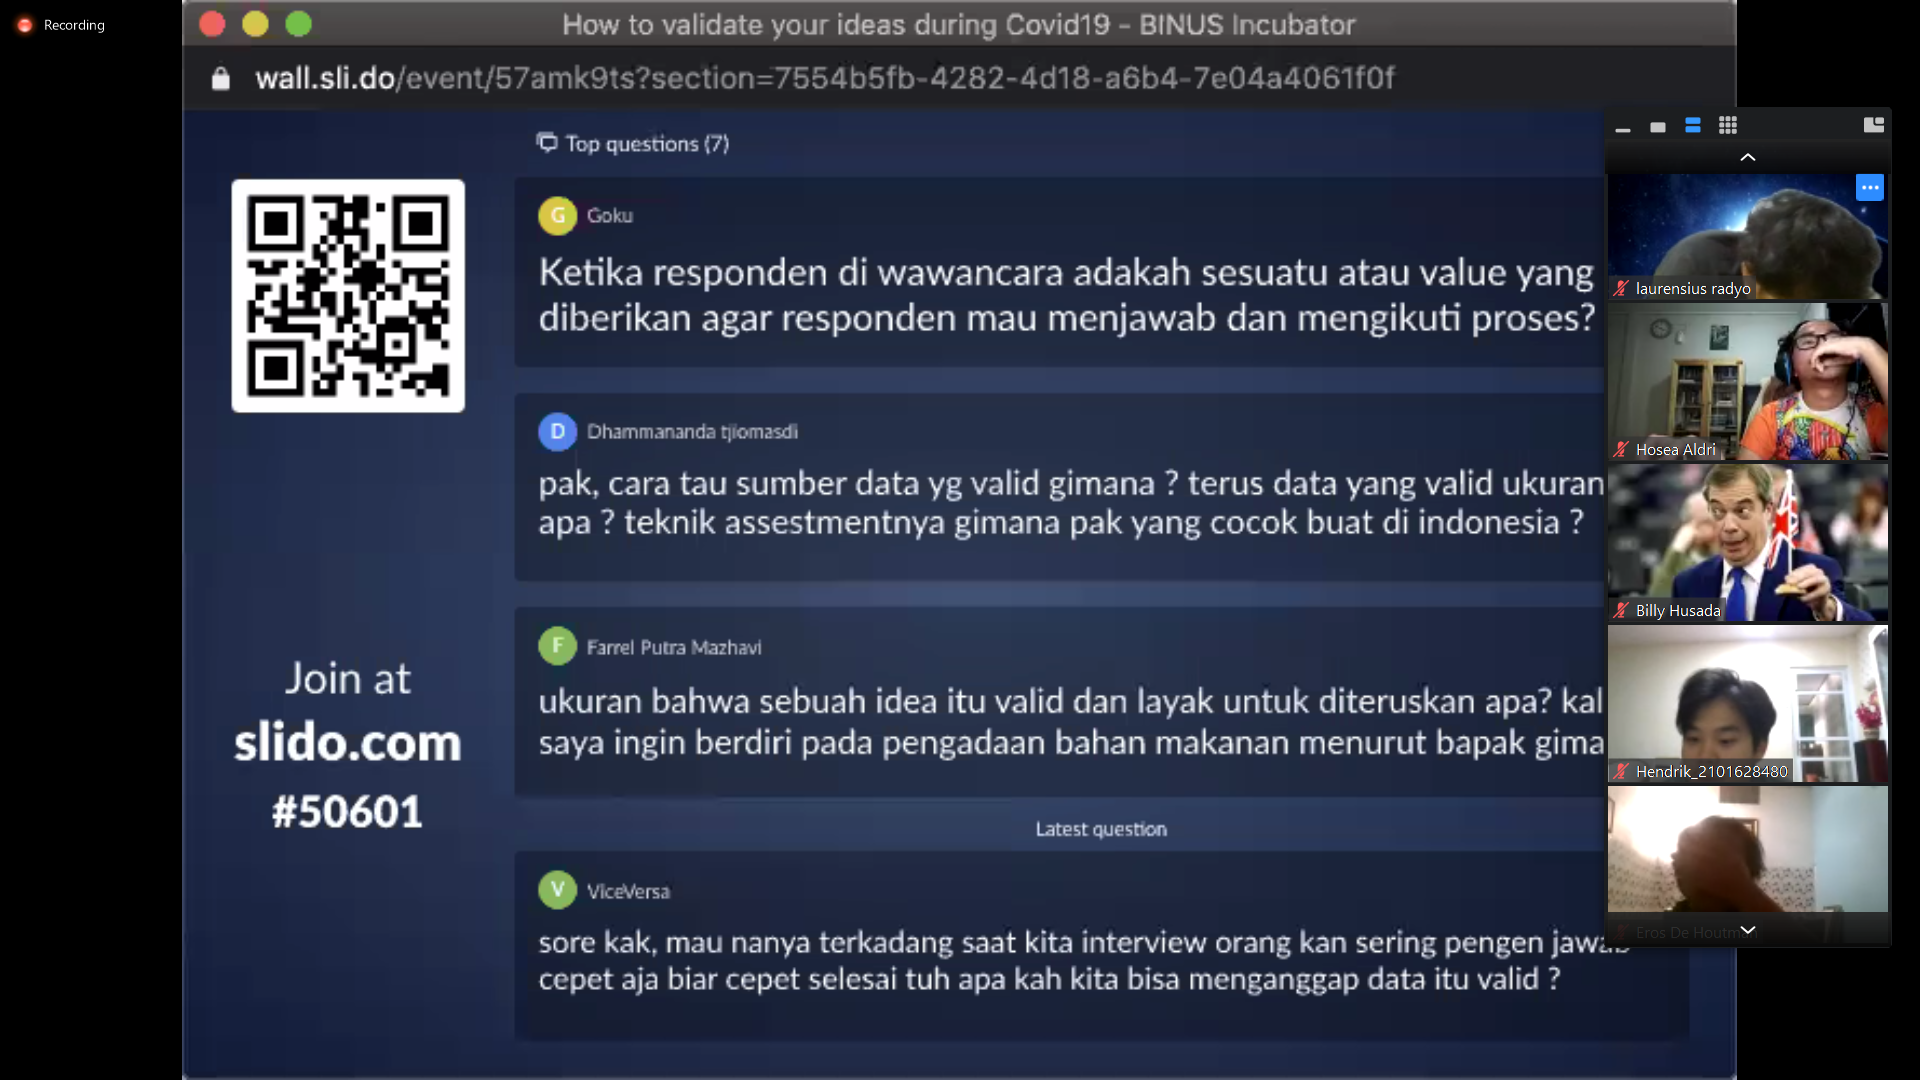 Recording
How to validate your ideas during Covid19 - BINUS Incubator
wall.sli.do/event/57amk9ts?section=7554b5fb-4282-4d18-a6b4-7e04a4061f0f
Top questions (7)
G Goku
Ketika responden di wawancara adakah sesuatu atau value yang
diberikan agar responden mau menjawab dan mengikuti proses?
D Dhammananda tjiomasdi
pak, cara tau sumber data yg valid gimana ? terus data yang valid ukuran
apa ? teknik assestmentnya gimana pak yang cocok buat di indonesia ?
F Farrel Putra Mazhavi
ukuran bahwa sebuah idea itu valid dan layak untuk diteruskan apa? kal
saya ingin berdiri pada pengadaan bahan makanan menurut bapak gima
Latest question
V ViceVersa
sore kak, mau nanya terkadang saat kita interview orang kan sering pengen jawab
cepet aja biar cepet selesai tuh apa kah kita bisa menganggap data itu valid ?
Join at
slido.com
#50601
laurensius radyo
Hosea Aldri
Billy Husada
Hendrik_2101628480
Eros De Houtman